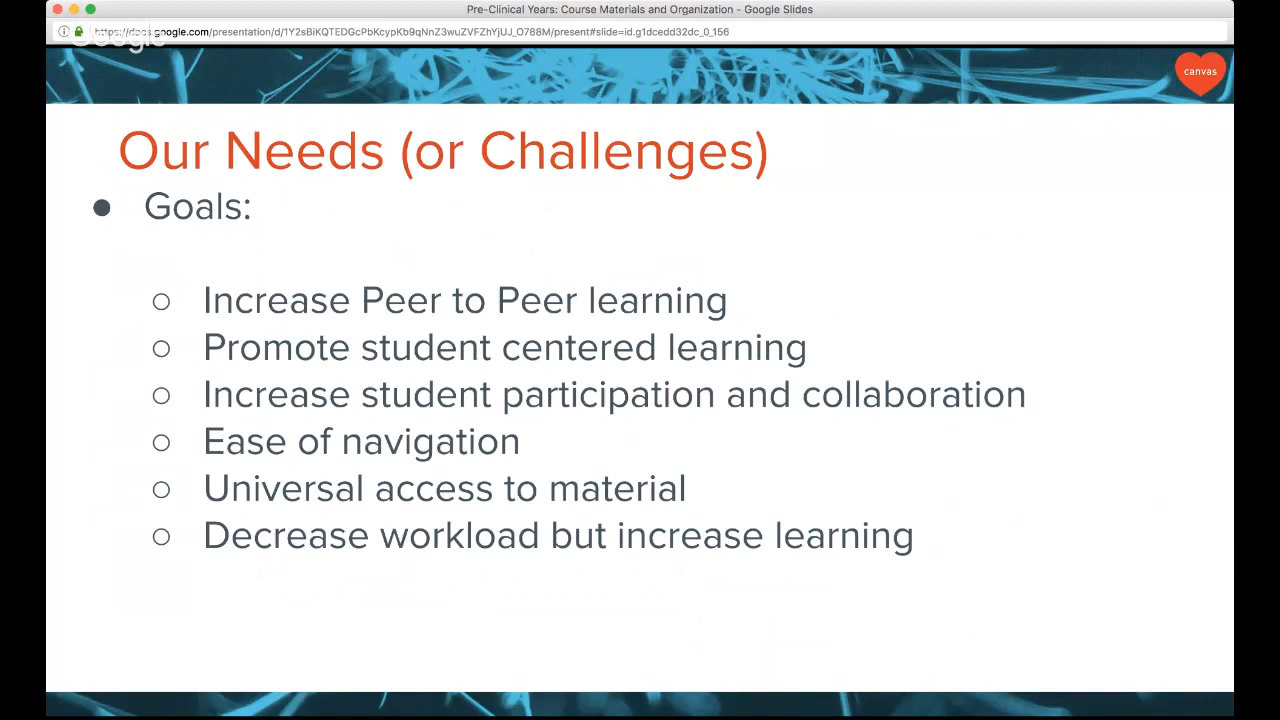 Pre-Clinical Years: Course Materials and Organization - Google Slides
https://docs.google.com/presentation/d/1Y2sBiKQTEDGcPbKcypKb9qNnZ3wuZVFZhYjUJ_O788M/present#slide=id.g1dcedd32dc_0_156
Google
canvas
Our Needs (or Challenges)
● Goals:
○ Increase Peer to Peer learning
○ Promote student centered learning
○ Increase student participation and collaboration
○ Ease of navigation
○ Universal access to material
○ Decrease workload but increase learning